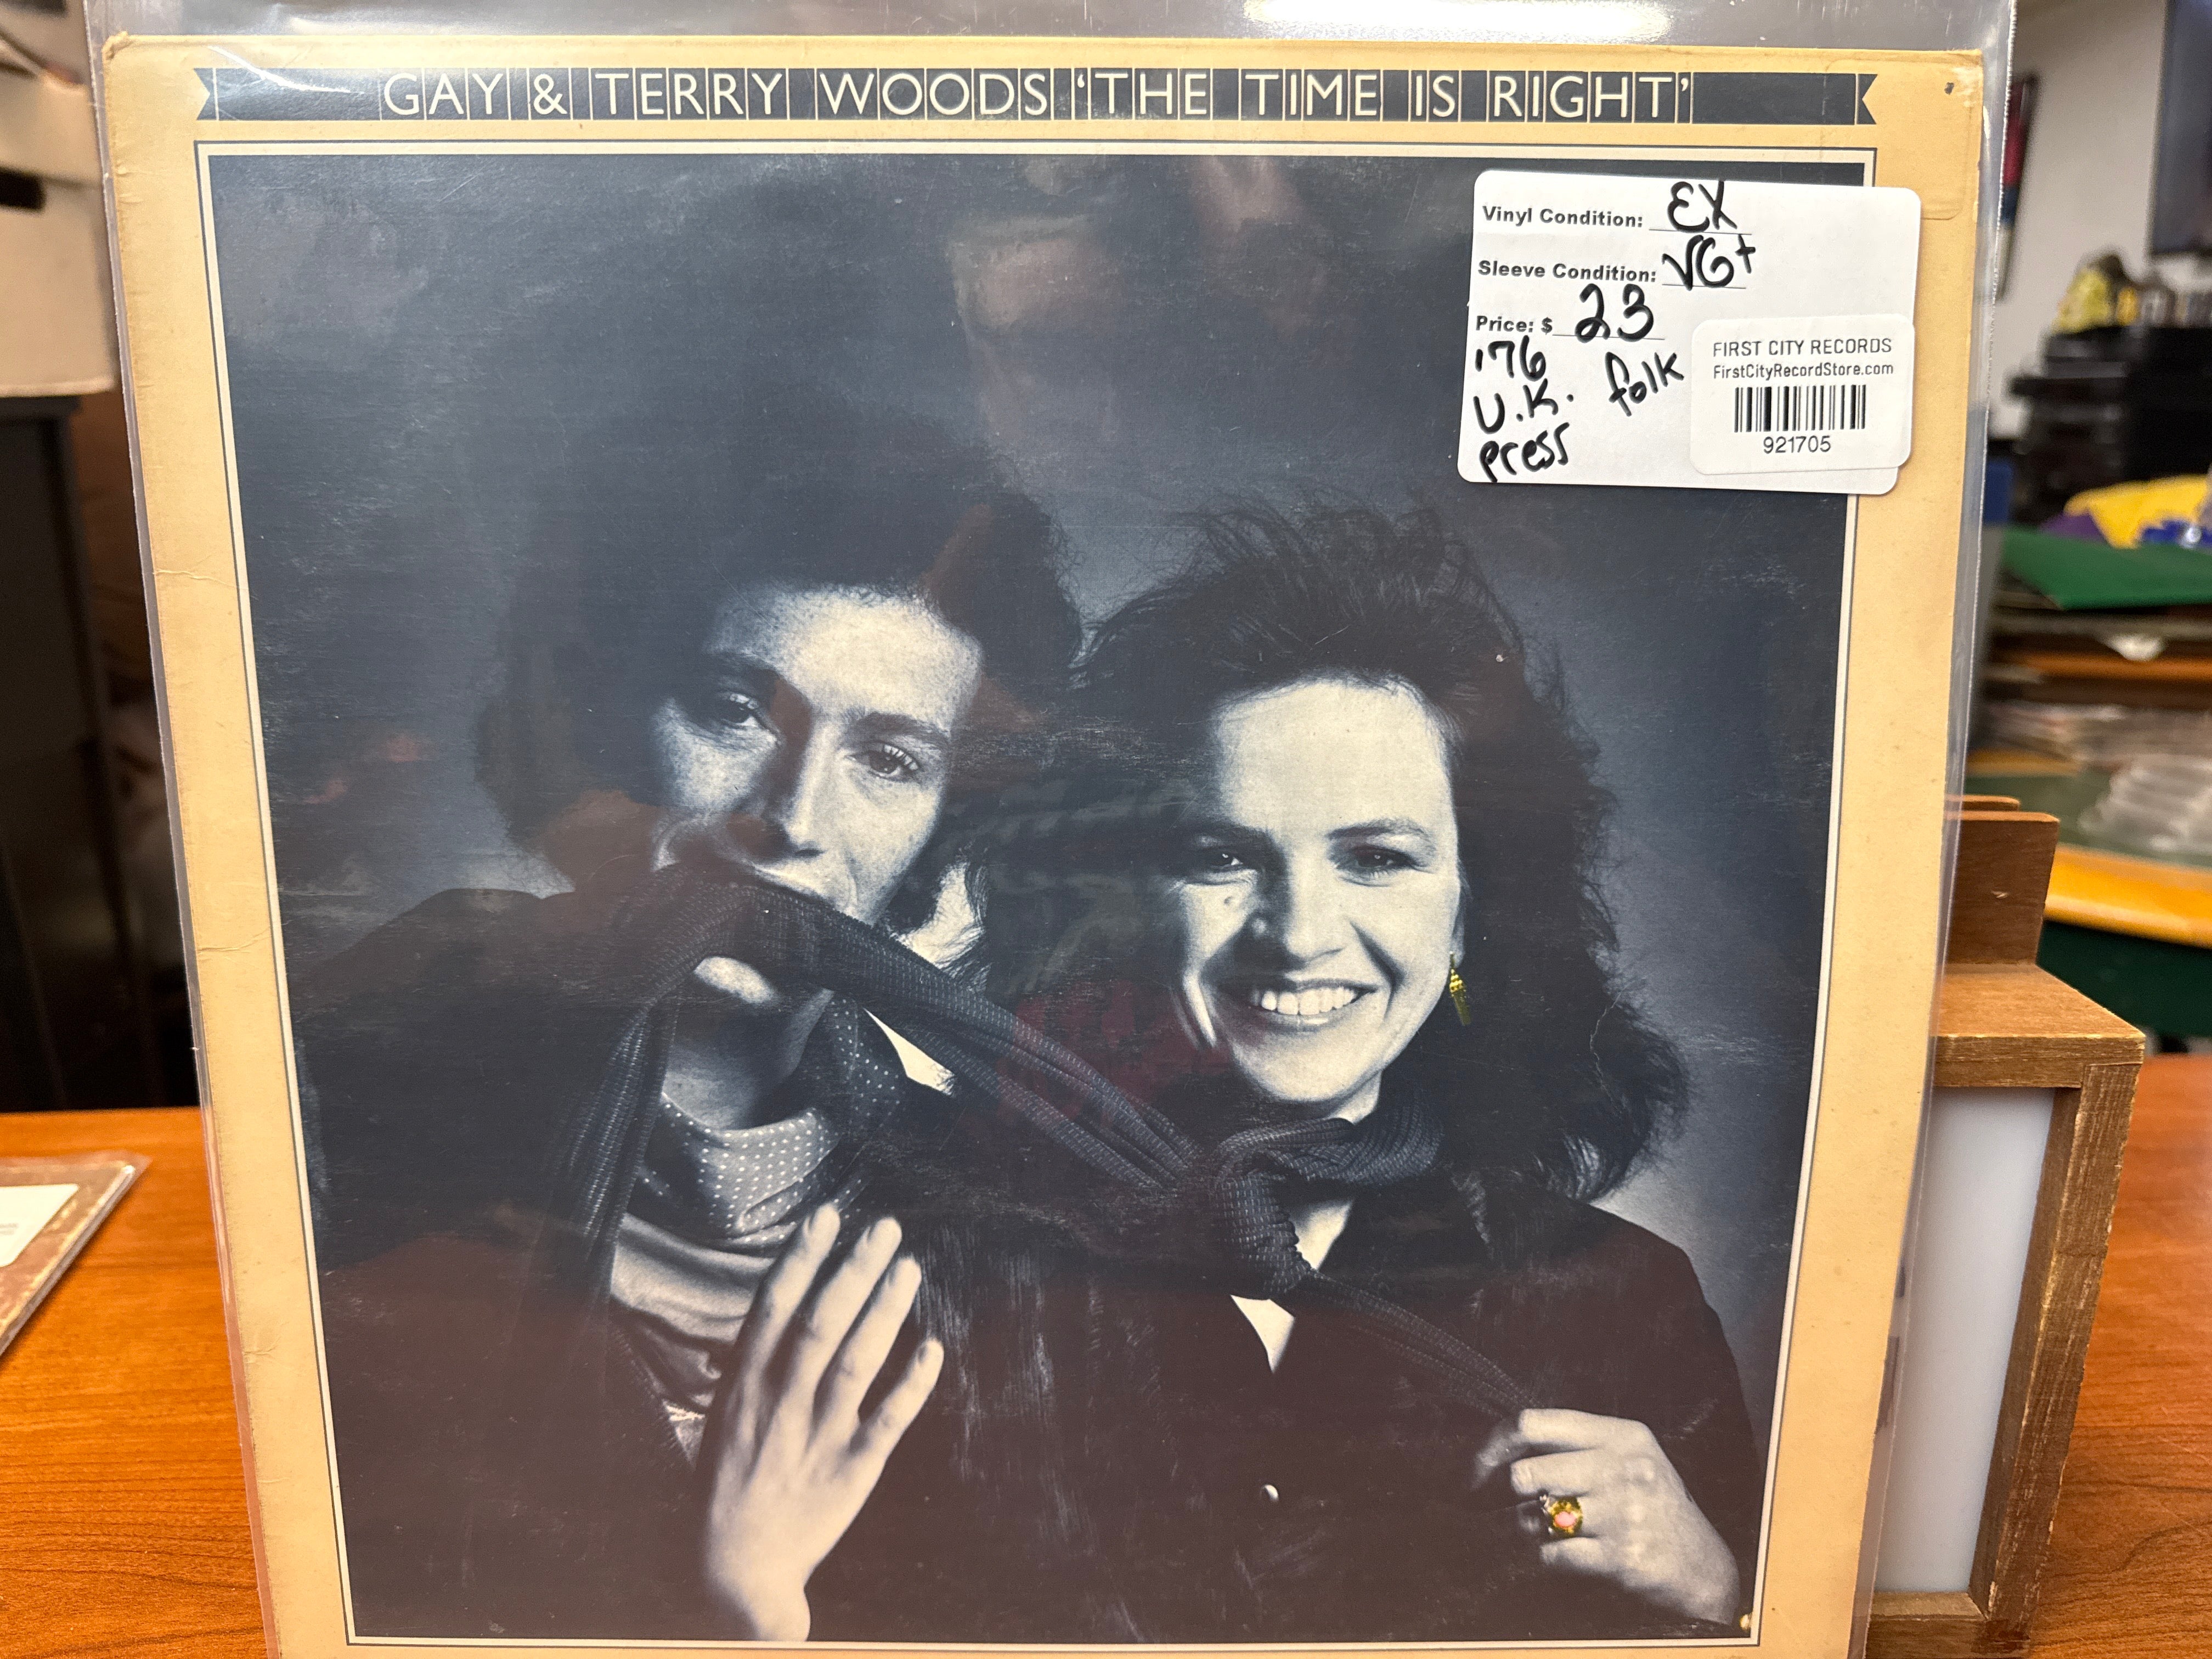 GAY & TERRY WOODS ‘THE TIME IS RIGHT’
Vinyl Condition: EX
Sleeve Condition: VG+
Price: $ 23
'76
U.K.
press
folk
FIRST CITY RECORDS
FirstCityRecordStore.com
921705